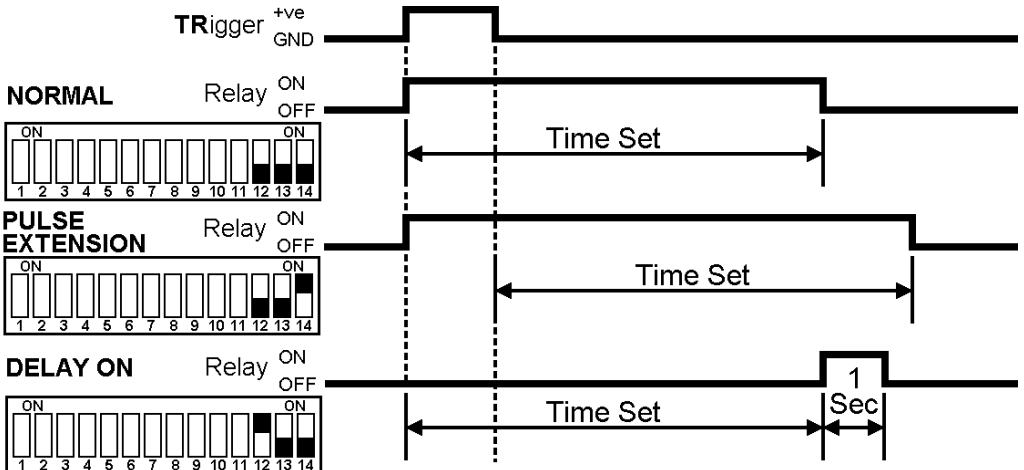 TRigger +ve
GND
NORMAL Relay ON
OFF
ON ON
1 2 3 4 5 6 7 8 9 10 11 12 13 14
Time Set
PULSE
EXTENSION Relay ON
OFF
ON ON
1 2 3 4 5 6 7 8 9 10 11 12 13 14
Time Set
DELAY ON Relay ON
OFF
ON ON
1 2 3 4 5 6 7 8 9 10 11 12 13 14
Time Set
1
Sec